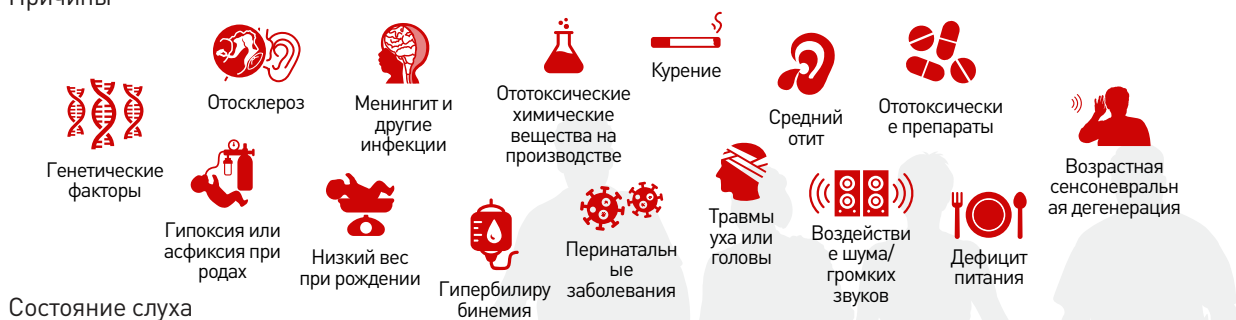 Причины
Генетические
факторы
Отосклероз
Гипоксия или
асфиксия при
родах
Менингит и
другие
инфекции
Низкий вес
при рождении
Ототоксические
химические
вещества на
производстве
Гипербилиру
бинемия
Курение
Перинатальн
ые
заболевания
Средний
отит
Травмы
уха или
головы
Ототоксически
е препараты
Воздействи
е шума/
громких
звуков
Дефицит
питания
Возрастная
сенсоневральн
ая дегенерация
Состояние слуха